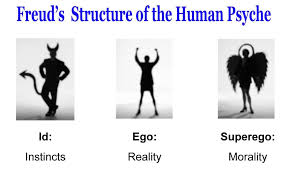 Freud's Structure of the Human Psyche
Id: Ego: Superego:
Instincts Reality Morality